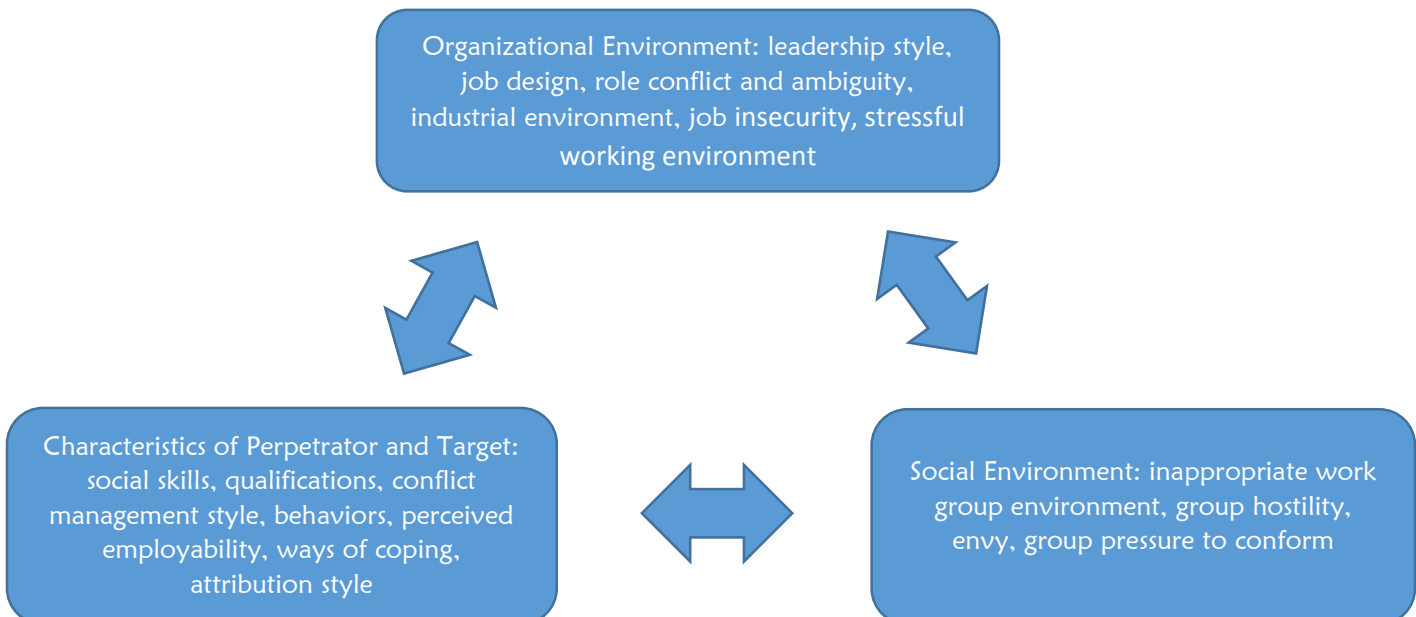 Organizational Environment: leadership style,
job design, role conflict and ambiguity,
industrial environment, job insecurity, stressful
working environment
Characteristics of Perpetrator and Target:
social skills, qualifications, conflict
management style, behaviors, perceived
employability, ways of coping,
attribution style
Social Environment: inappropriate work
group environment, group hostility,
envy, group pressure to conform